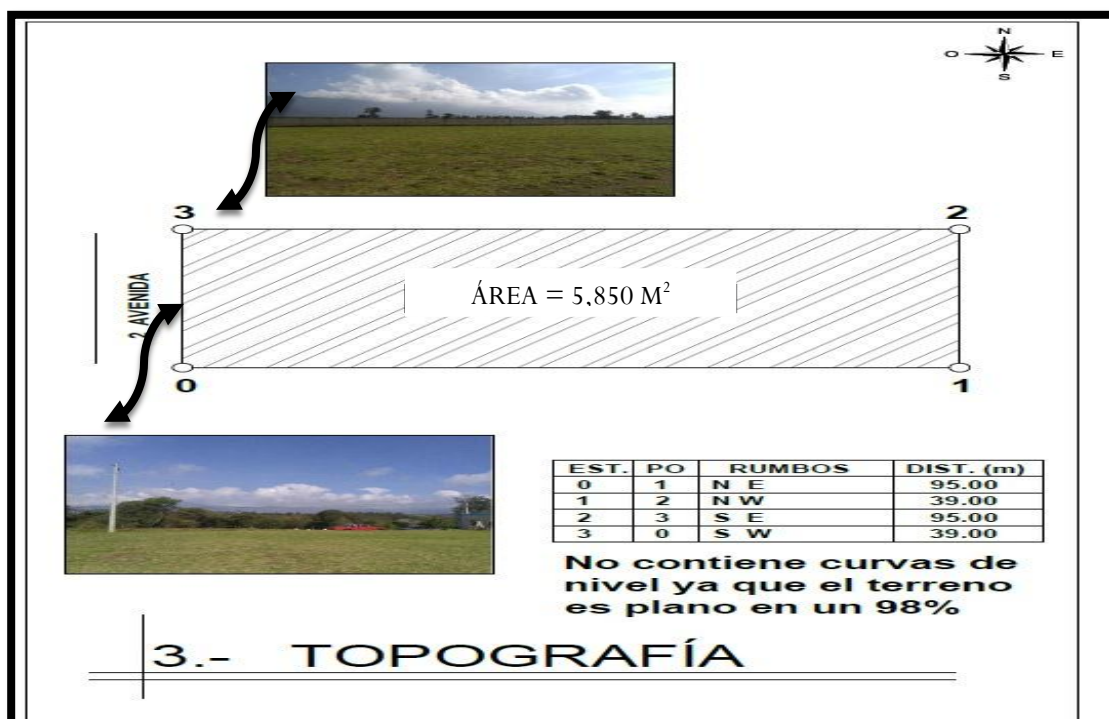 N
O E
S
3 2
2 AVENIDA
ÁREA = 5,850 M²
0 1
EST. PO RUMBOS DIST. (m)
0 1 N E 95.00
1 2 N W 39.00
2 3 S E 95.00
3 0 S W 39.00
No contiene curvas de
nivel ya que el terreno
es plano en un 98%
3.- TOPOGRAFÍA